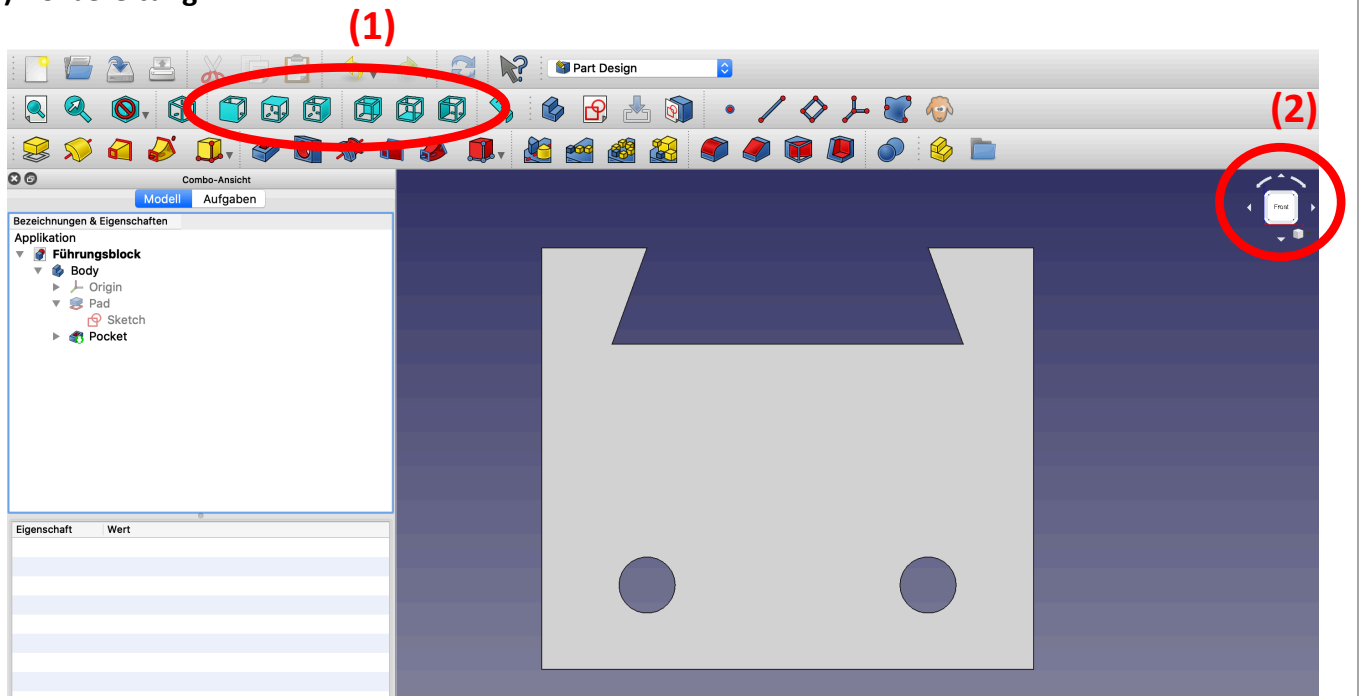 (1)
Part Design
(2)
Combo-Ansicht
Modell Aufgaben
Bezeichnungen & Eigenschaften
Applikation
Führungsblock
Body
Origin
Pad
Sketch
Pocket
Eigenschaft Wert
Front